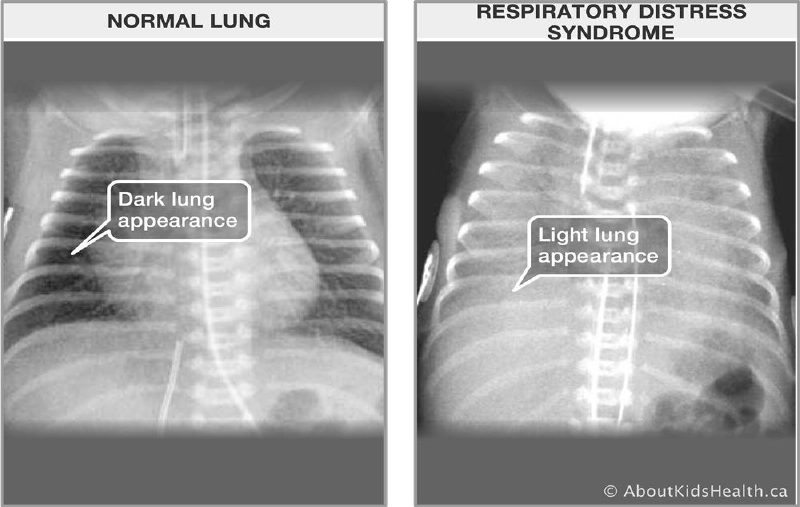 NORMAL LUNG
Dark lung
appearance
RESPIRATORY DISTRESS
SYNDROME
Light lung
appearance
© AboutKidsHealth.ca